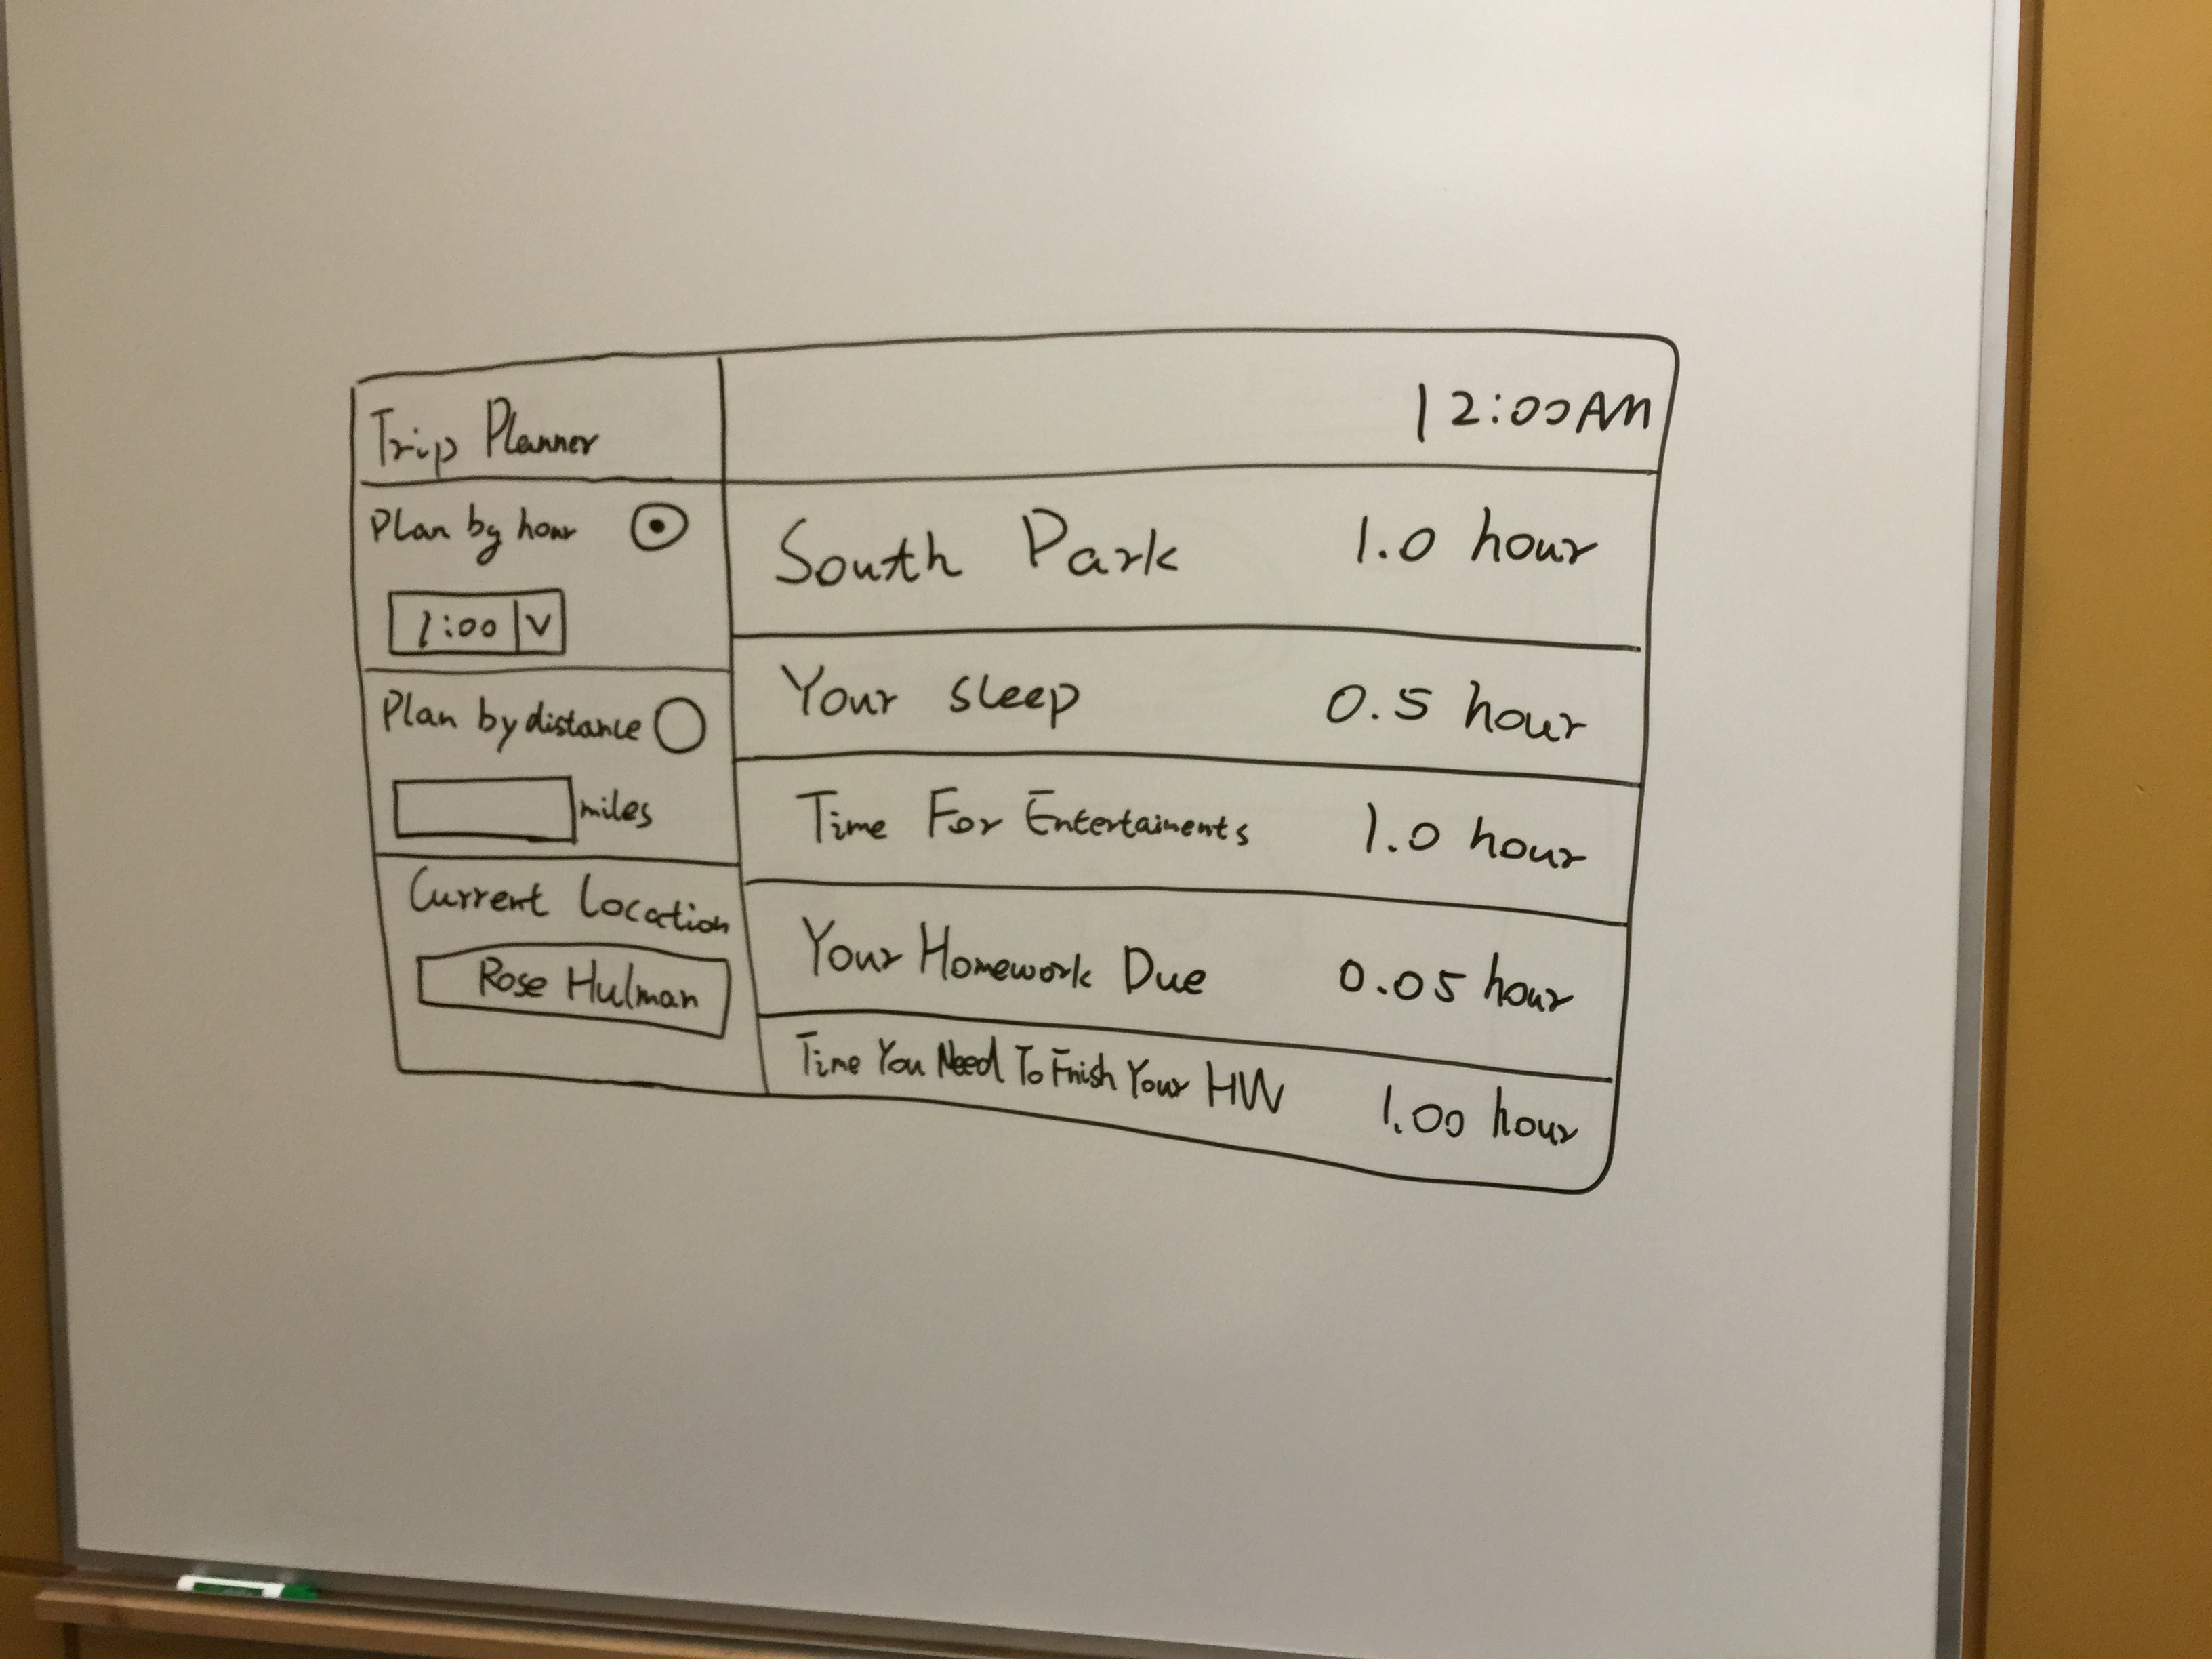 Trip Planner
12:00AM
Plan by hour
1:00 V
Plan by distance
miles
Current Location
Rose Hulman
South Park 1.0 hour
Your sleep 0.5 hour
Time For Entertaiments 1.0 hour
Your Homework Due 0.05 hour
Time You Need To Fnish Your HW 1.00 hour